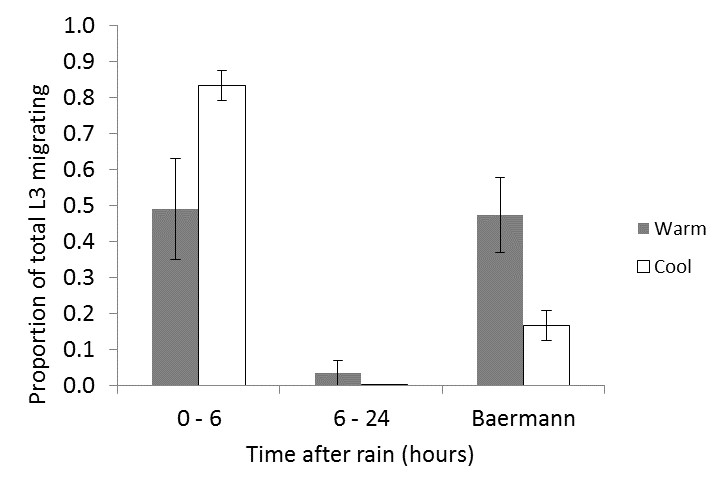 Proportion of total L3 migrating
1.0
0.9
0.8
0.7
0.6
0.5
0.4
0.3
0.2
0.1
0.0
0 - 6 6 - 24 Baermann
Time after rain (hours)
Warm
Cool